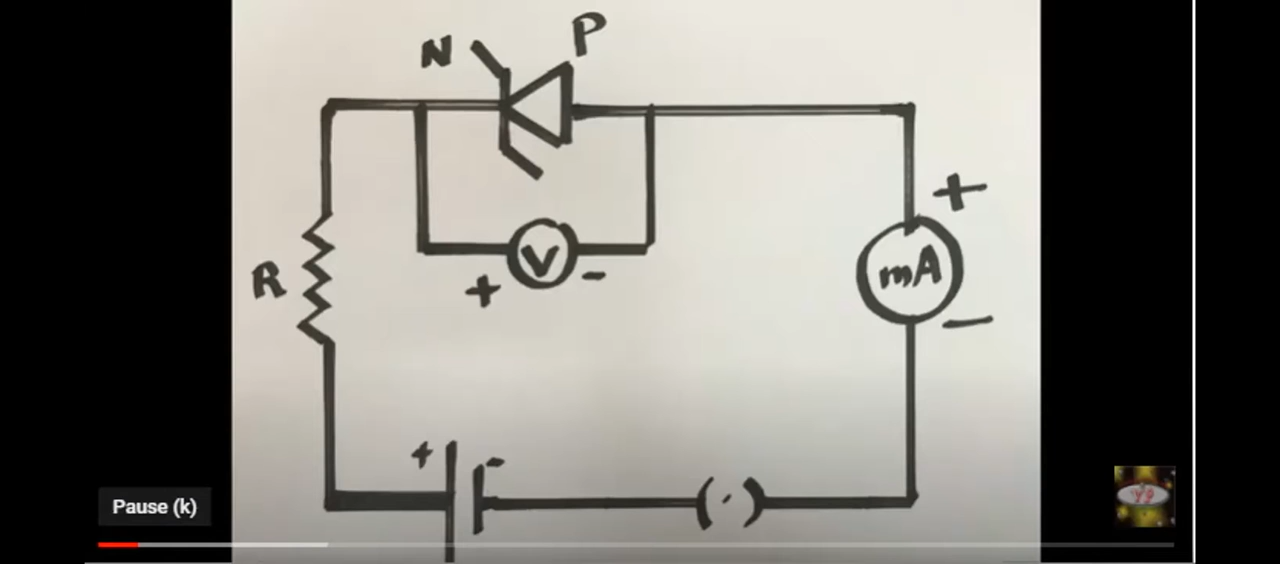 N P
+
R
V
mA
+ -
-
+ -
( · )
Pause (k)